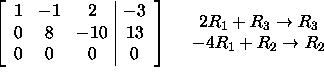 1 -1 2 | -3
2R₁ + R₃ → R₃
0 8 -10 | 13
-4R₁ + R₂ → R₂
0 0 0 | 0